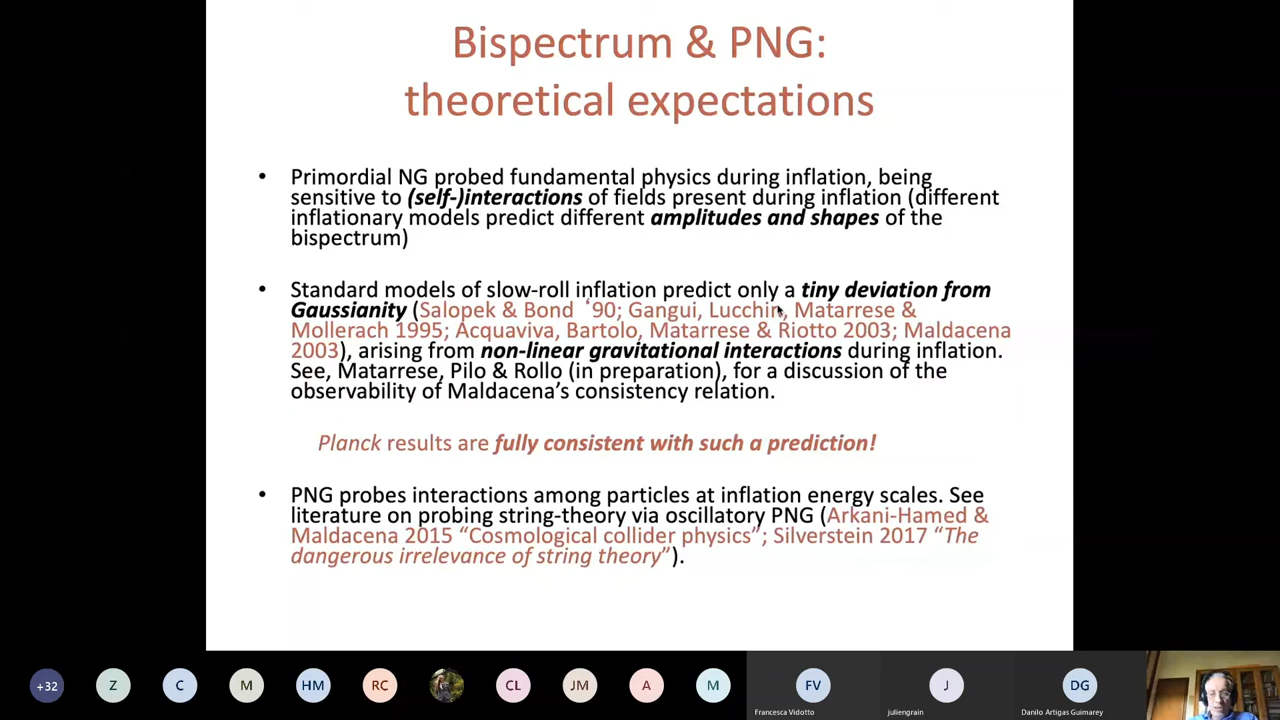 Bispectrum & PNG:
theoretical expectations
• Primordial NG probed fundamental physics during inflation, being
sensitive to (self-)interactions of fields present during inflation (different
inflationary models predict different amplitudes and shapes of the
bispectrum)
• Standard models of slow-roll inflation predict only a tiny deviation from
Gaussianity (Salopek & Bond ‘90; Gangui, Lucchin, Matarrese &
Mollerach 1995; Acquaviva, Bartolo, Matarrese & Riotto 2003; Maldacena
2003), arising from non-linear gravitational interactions during inflation.
See, Matarrese, Pilo & Rollo (in preparation), for a discussion of the
observability of Maldacena’s consistency relation.
Planck results are fully consistent with such a prediction!
• PNG probes interactions among particles at inflation energy scales. See
literature on probing string-theory via oscillatory PNG (Arkani-Hamed &
Maldacena 2015 “Cosmological collider physics”; Silverstein 2017 “The
dangerous irrelevance of string theory”).
+32 Z C M HM RC CL JM A M FV J DG
Francesca Vidotto juliengrain Danilo Artigas Guimarey